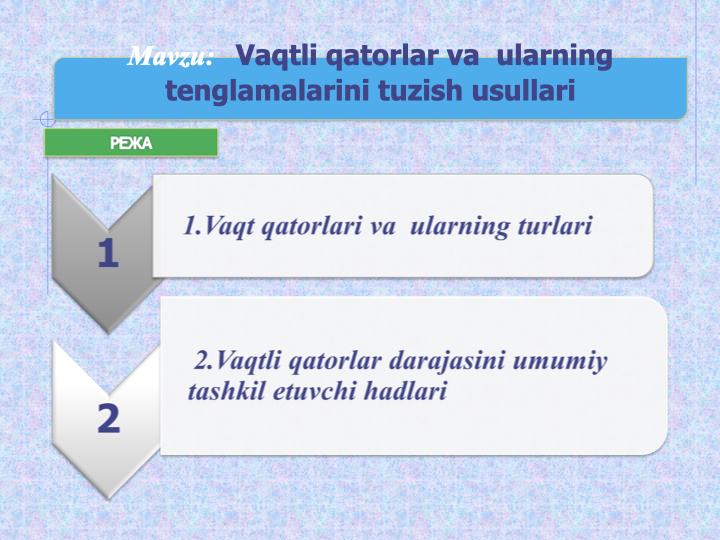 Mavzu: Vaqtli qatorlar va ularning
tenglamalarini tuzish usullari
РЕЖА
1
1.Vaqt qatorlari va ularning turlari
2
2.Vaqtli qatorlar darajasini umumiy
tashkil etuvchi hadlari